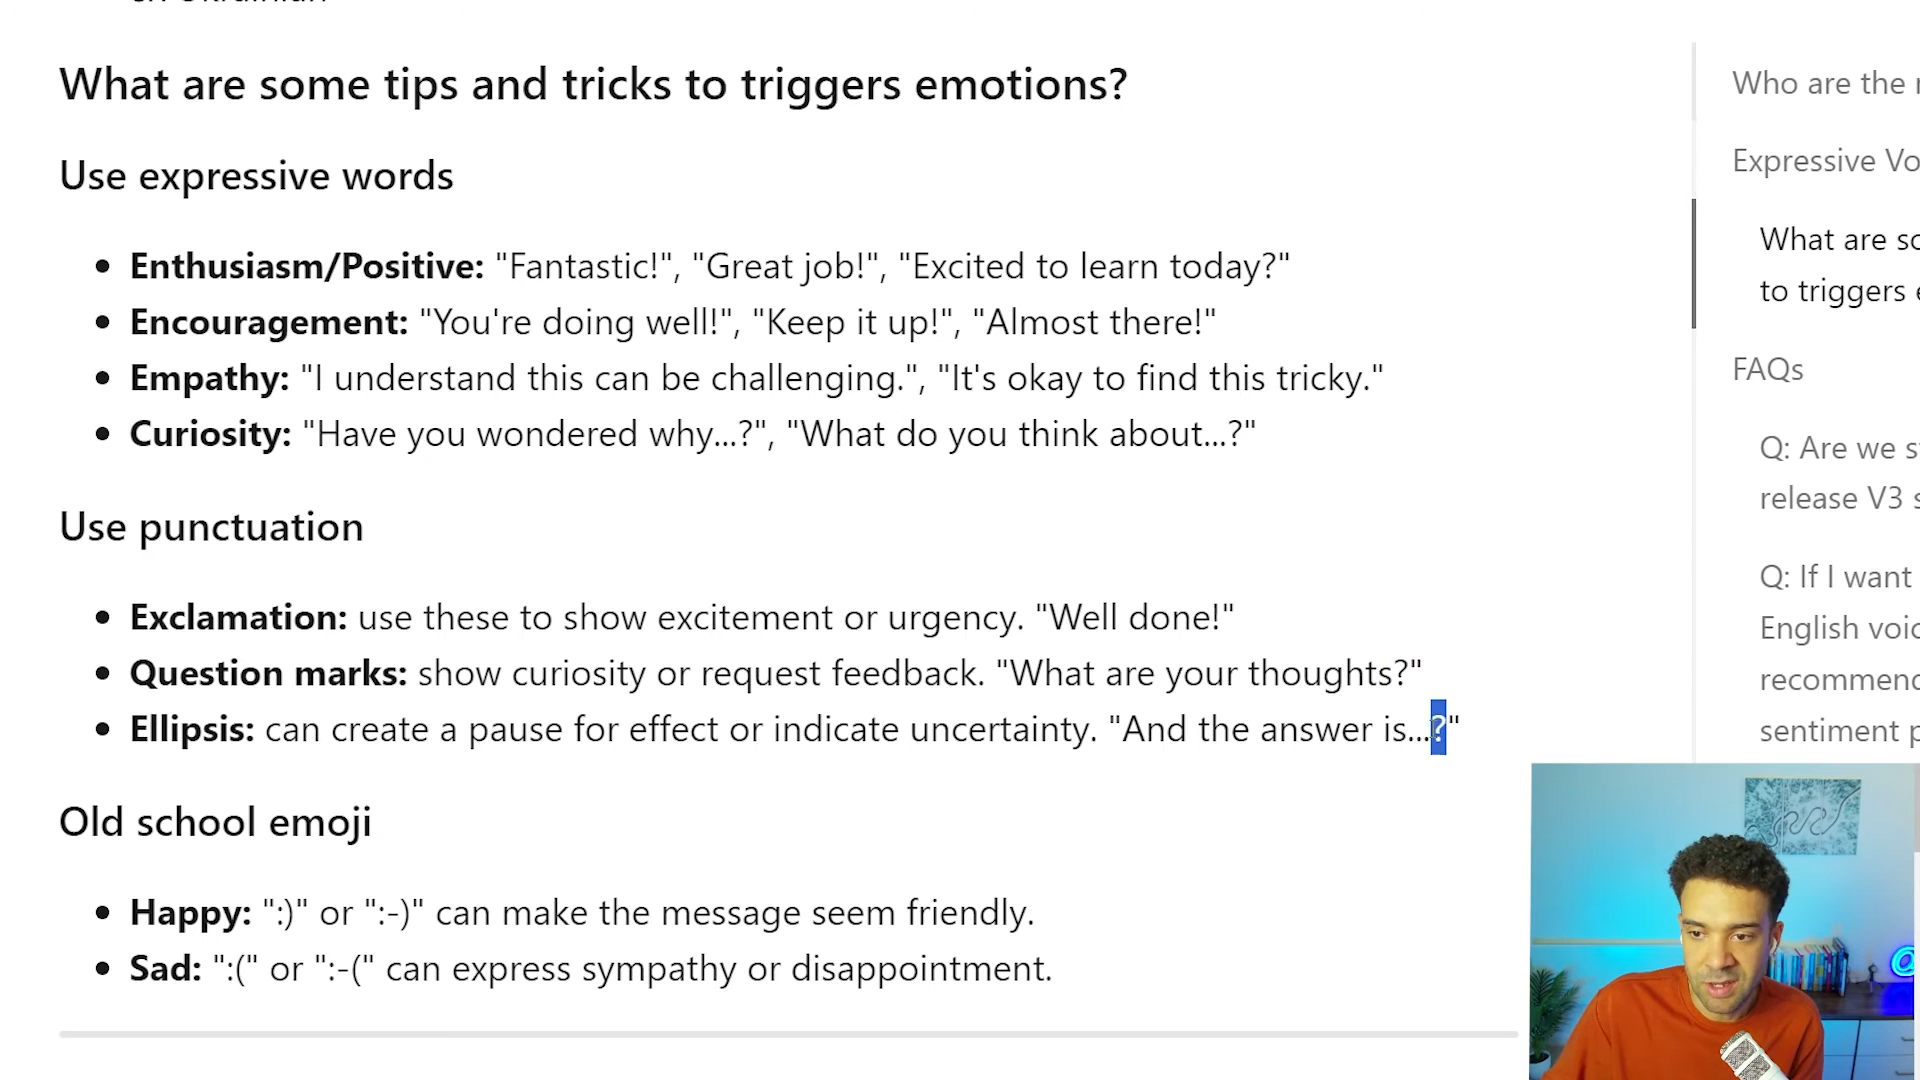 What are some tips and tricks to triggers emotions?
Use expressive words
• Enthusiasm/Positive: "Fantastic!", "Great job!", "Excited to learn today?"
• Encouragement: "You're doing well!", "Keep it up!", "Almost there!"
• Empathy: "I understand this can be challenging.", "It's okay to find this tricky."
• Curiosity: "Have you wondered why...?", "What do you think about...?"
Use punctuation
• Exclamation: use these to show excitement or urgency. "Well done!"
• Question marks: show curiosity or request feedback. "What are your thoughts?"
• Ellipsis: can create a pause for effect or indicate uncertainty. "And the answer is...?"
Old school emoji
• Happy: ":)" or ":-)" can make the message seem friendly.
• Sad: ":(" or ":-(" can express sympathy or disappointment.
Who are the
Expressive
What are
to triggers
FAQs
Q: Are we
release V3
Q: If I want
English
sentiment